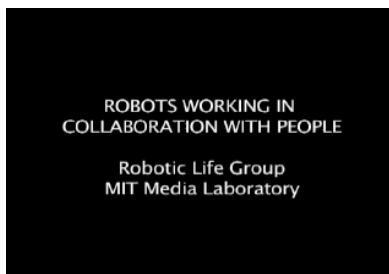 ROBOTS WORKING IN
COLLABORATION WITH PEOPLE
Robotic Life Group
MIT Media Laboratory